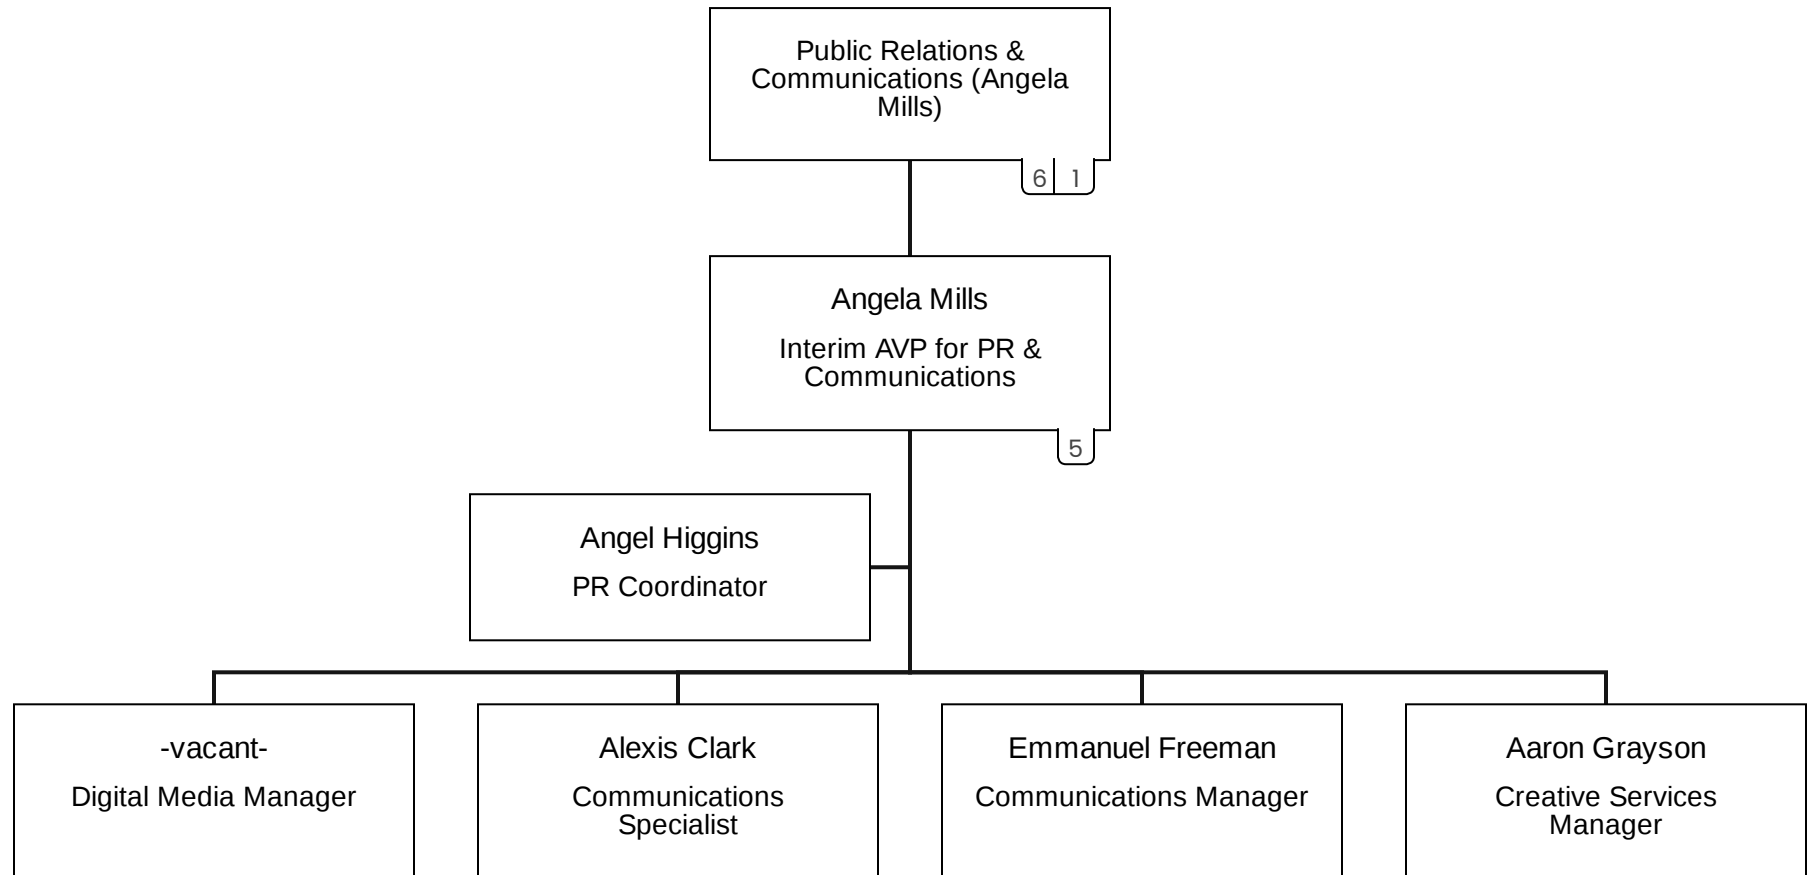 Public Relations &
Communications (Angela
Mills)
6 1
Angela Mills
Interim AVP for PR &
Communications
5
Angel Higgins
PR Coordinator
-vacant-
Digital Media Manager
Alexis Clark
Communications
Specialist
Emmanuel Freeman
Communications Manager
Aaron Grayson
Creative Services
Manager